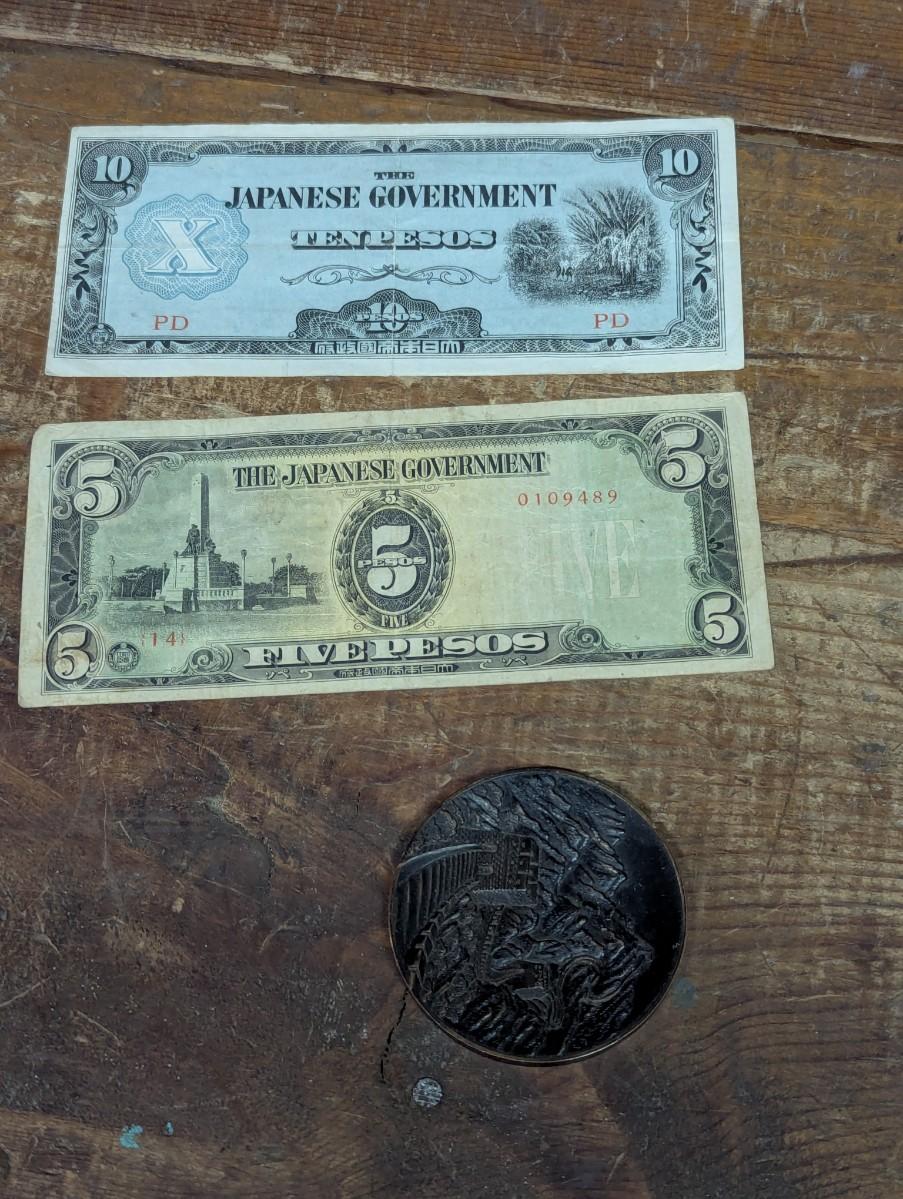 10
10
THE
JAPANESE GOVERNMENT
X
TEN PESOS
PD
PD
10
PESOS
府政國帝本日大
5
5
THE JAPANESE GOVERNMENT
0109489
5
5
PESOS
FIVE
FIVE
{14}
5
5
FIVE PESOS
府政國帝本日大